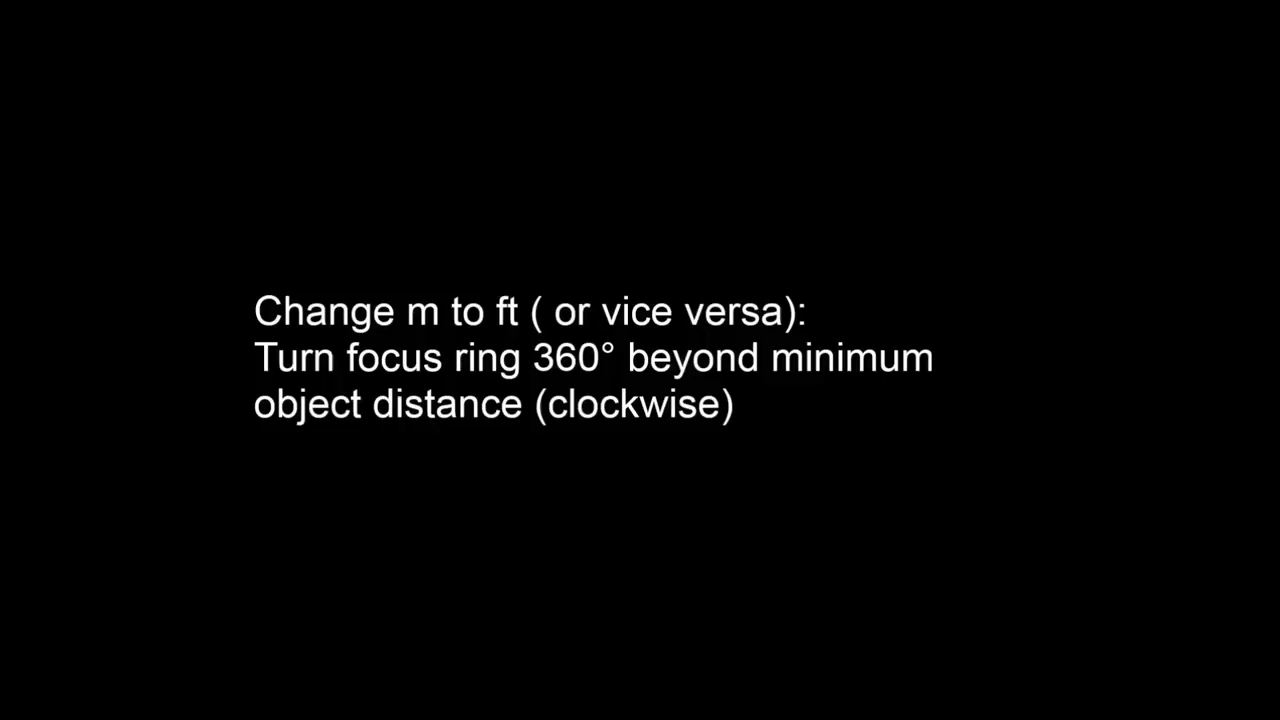 Change m to ft ( or vice versa):
Turn focus ring 360° beyond minimum
object distance (clockwise)